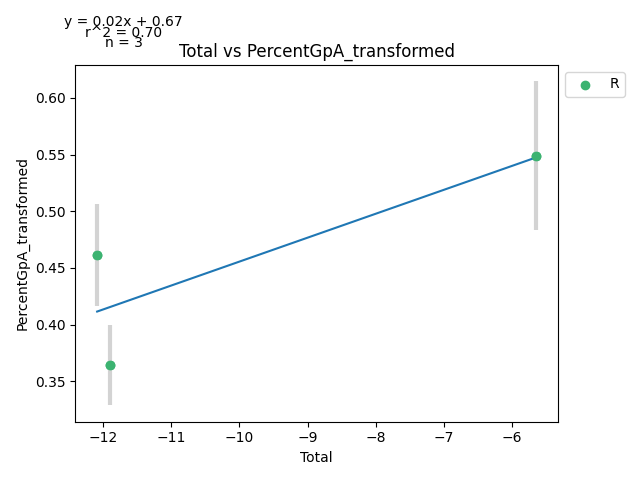 y = 0.02x + 0.67
r^2 = 0.70
n = 3
Total vs PercentGpA_transformed
R
PercentGpA_transformed
0.60
0.55
0.50
0.45
0.40
0.35
−12
−11
−10
−9
−8
−7
−6
Total